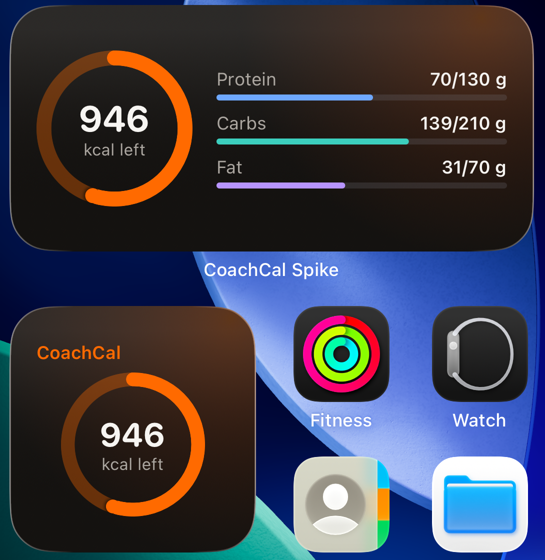 946
kcal left
Protein 70/130 g
Carbs 139/210 g
Fat 31/70 g
CoachCal Spike
CoachCal
946
kcal left
Fitness
Watch